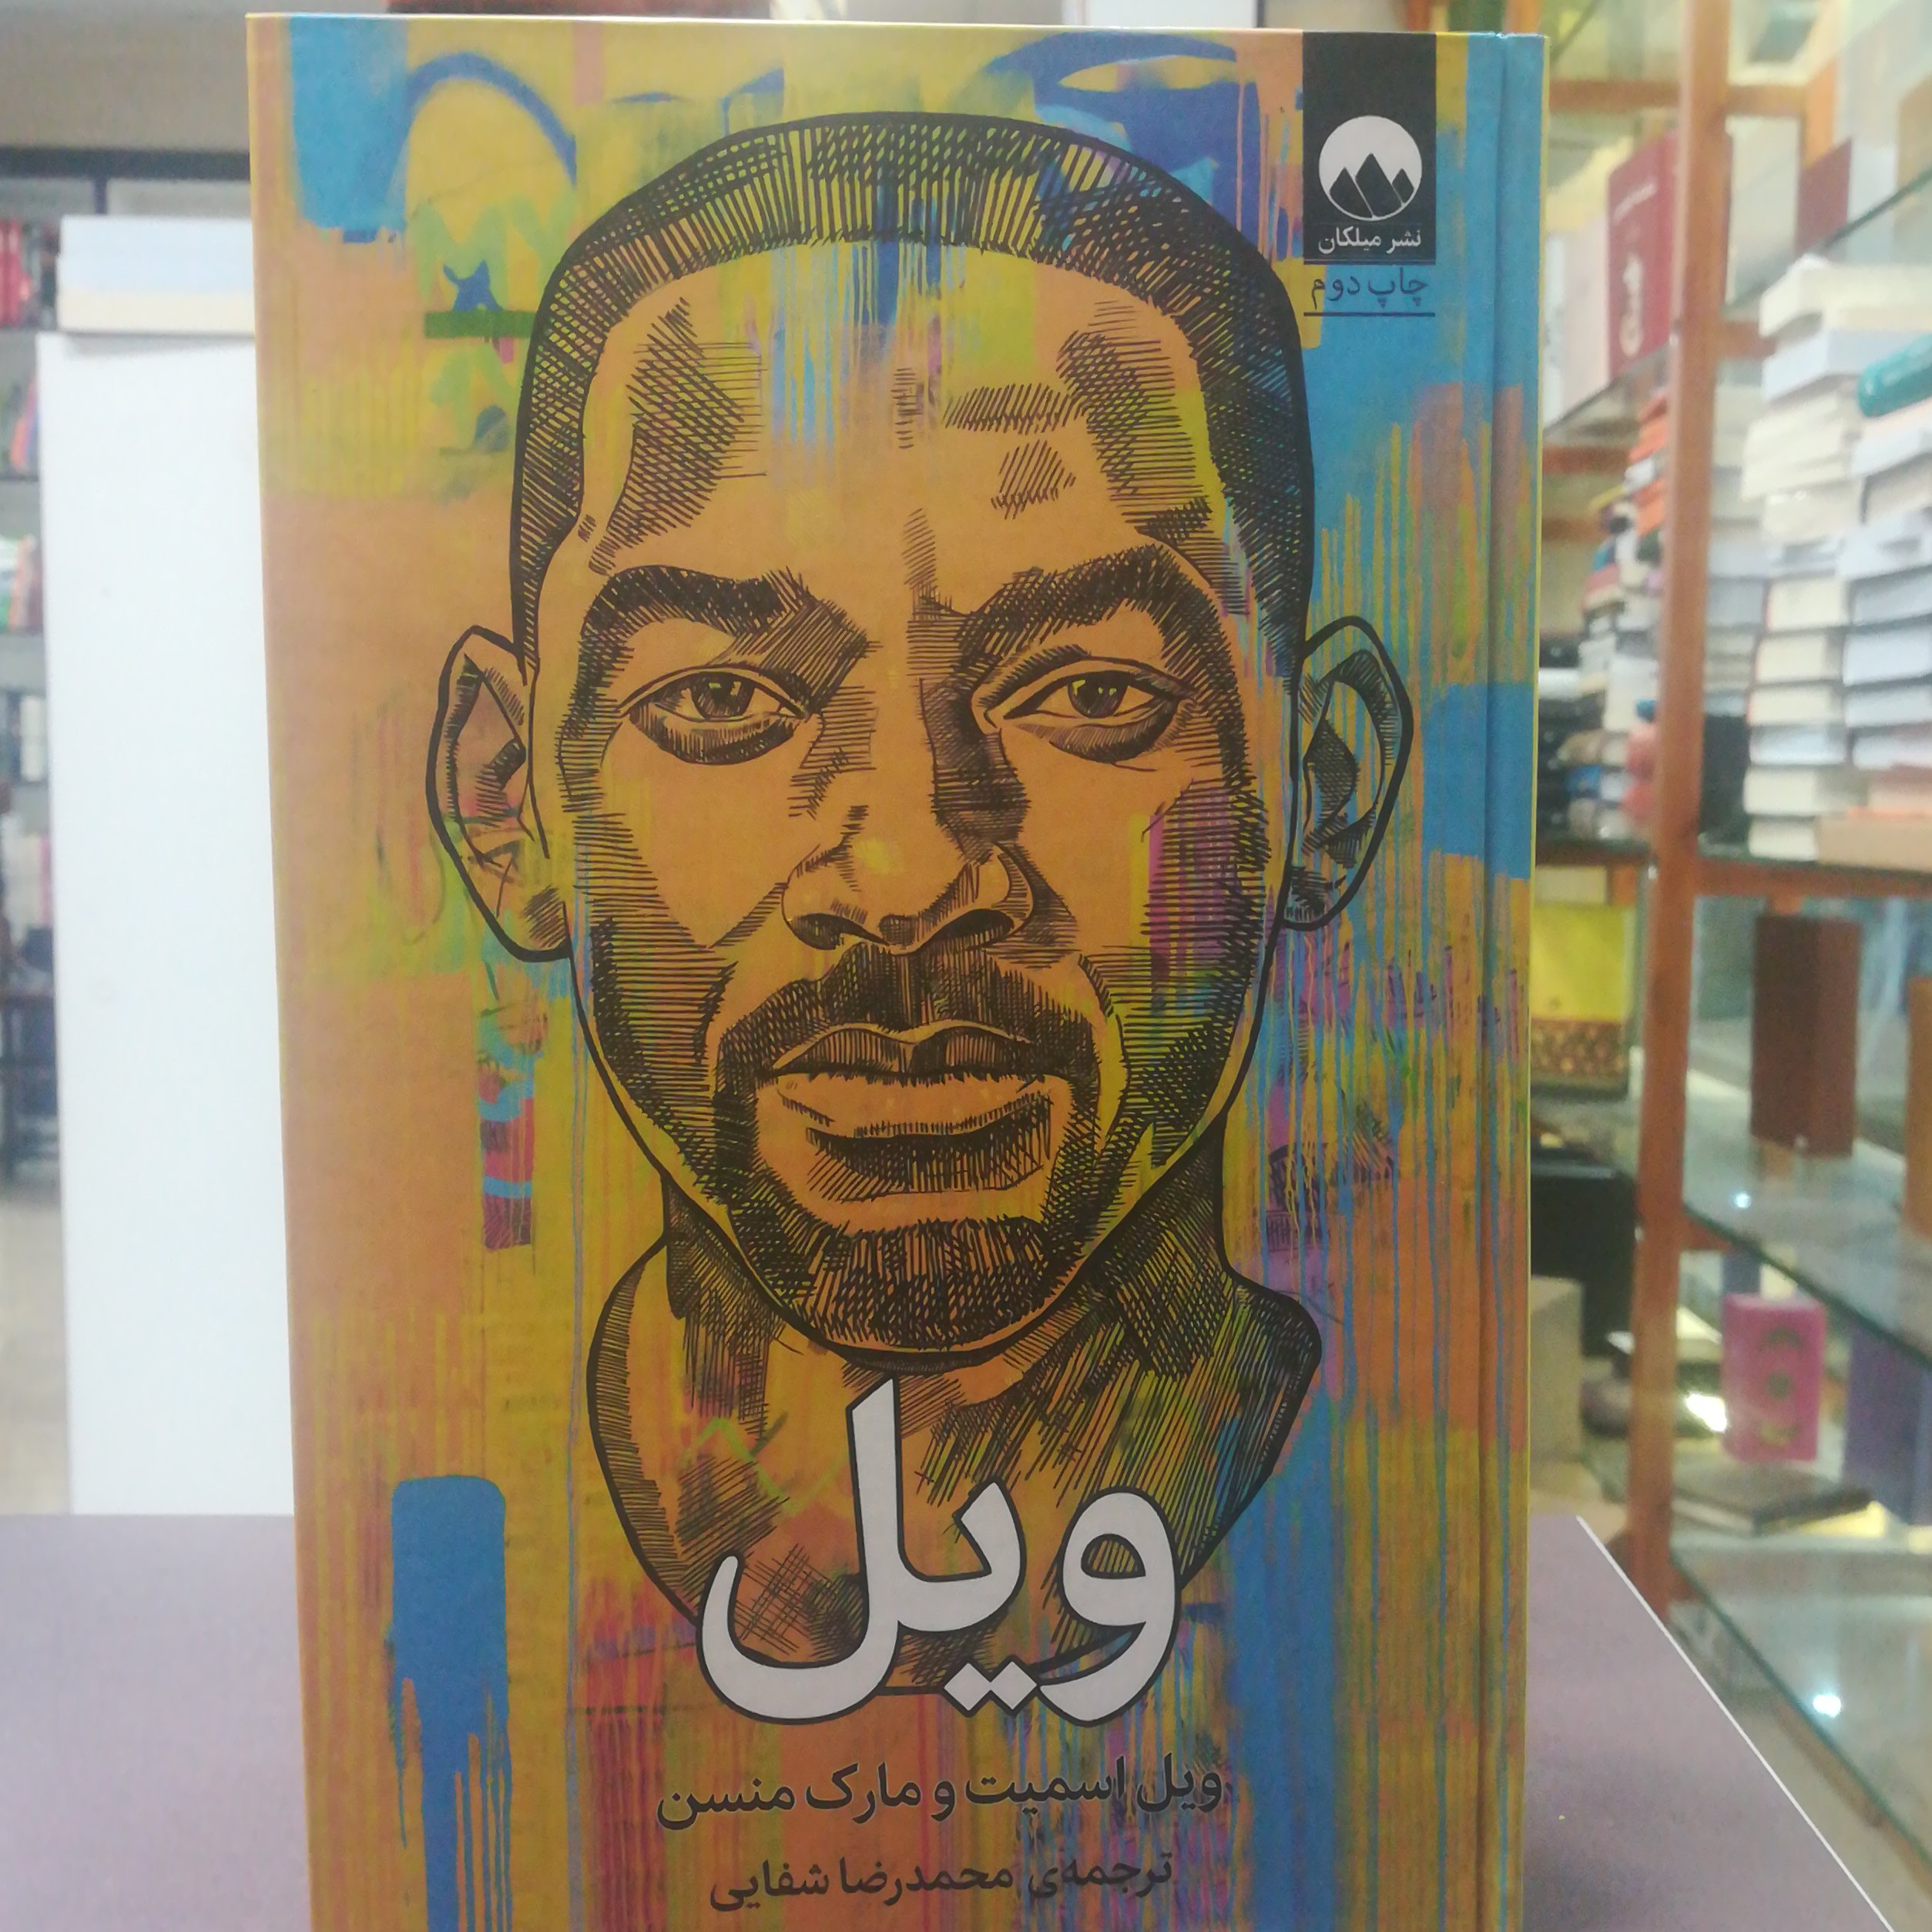 نشر میلکان
چاپ دوم
ویل
ویل اسمیت و مارک منسن
ترجمه‌ی محمدرضا شفایی